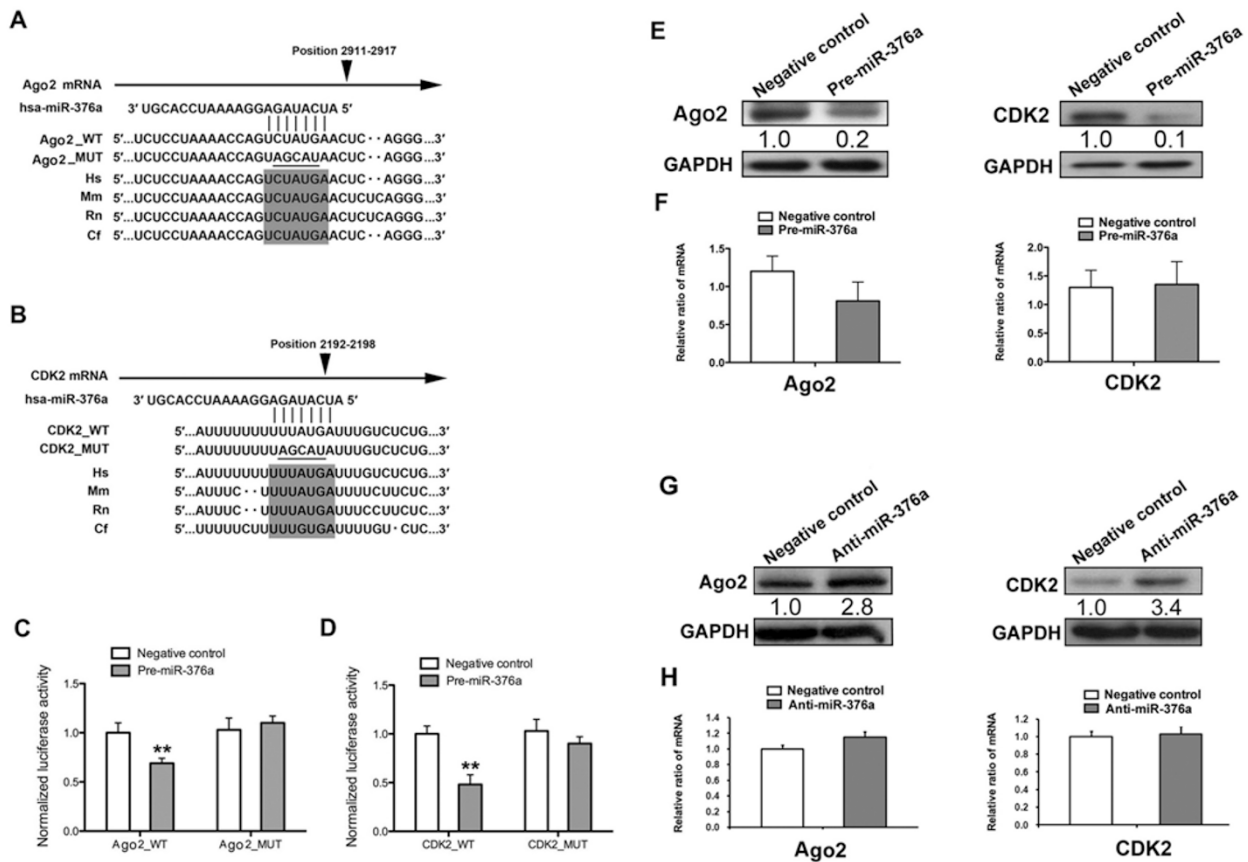 A
Position 2911-2917
Ago2 mRNA
hsa-miR-376a 3′ UGCACCUAAAAGGAGAUACUA 5′
Ago2_WT 5′...UCUCCUAAAACCAGUCUAUGAACUC··AGGG...3′
Ago2_MUT 5′...UCUCCUAAAACCAGUAGCAUAACUC··AGGG...3′
Hs 5′...UCUCCUAAAACCAGUCUAUGAACUC··AGGG...3′
Mm 5′...UCUCCUAAAACCAGUCUAUGAACUCUCAGGG...3′
Rn 5′...UCUCCUAAAACCAGUCUAUGAACUCUCAGGG...3′
Cf 5′...UCUCCUAAAACCAGUCUAUGAACUC··AGGG...3′
B
Position 2192-2198
CDK2 mRNA
hsa-miR-376a 3′ UGCACCUAAAAGGAGAUACUA 5′
CDK2_WT 5′...AUUUUUUUUUUUAUGAUUUGUCUCUG...3′
CDK2_MUT 5′...AUUUUUUUUAGCAUAUUUGUCUCUG...3′
Hs 5′...AUUUUUUUUUUUAUGAUUUGUCUCUG...3′
Mm 5′...AUUUC··UUUUUAUGAUUUUCUUCUC...3′
Rn 5′...AUUUC··UUUUUAUGAUUUCCUUCUC...3′
Cf 5′...UUUUUCUUUUUGUGAUUUUGU·CUC...3′
C
Negative control
Pre-miR-376a
Normalized luciferase activity
1.5
1.0
0.5
0.0
**
Ago2_WT Ago2_MUT
D
Negative control
Pre-miR-376a
Normalized luciferase activity
1.5
1.0
0.5
0.0
**
CDK2_WT CDK2_MUT
E
Negative control
Pre-miR-376a
Ago2
1.0 0.2
GAPDH
Negative control
Pre-miR-376a
CDK2
1.0 0.1
GAPDH
F
Negative control
Pre-miR-376a
Relative ratio of mRNA
1.5
1.0
0.5
0.0
Ago2
Negative control
Pre-miR-376a
Relative ratio of mRNA
2.0
1.5
1.0
0.5
0.0
CDK2
G
Negative control
Anti-miR-376a
Ago2
1.0 2.8
GAPDH
Negative control
Anti-miR-376a
CDK2
1.0 3.4
GAPDH
H
Negative control
Anti-miR-376a
Relative ratio of mRNA
1.4
1.2
1.0
0.8
0.6
0.4
0.2
0.0
Ago2
Negative control
Anti-miR-376a
Relative ratio of mRNA
1.2
1.0
0.8
0.6
0.4
0.2
0.0
CDK2